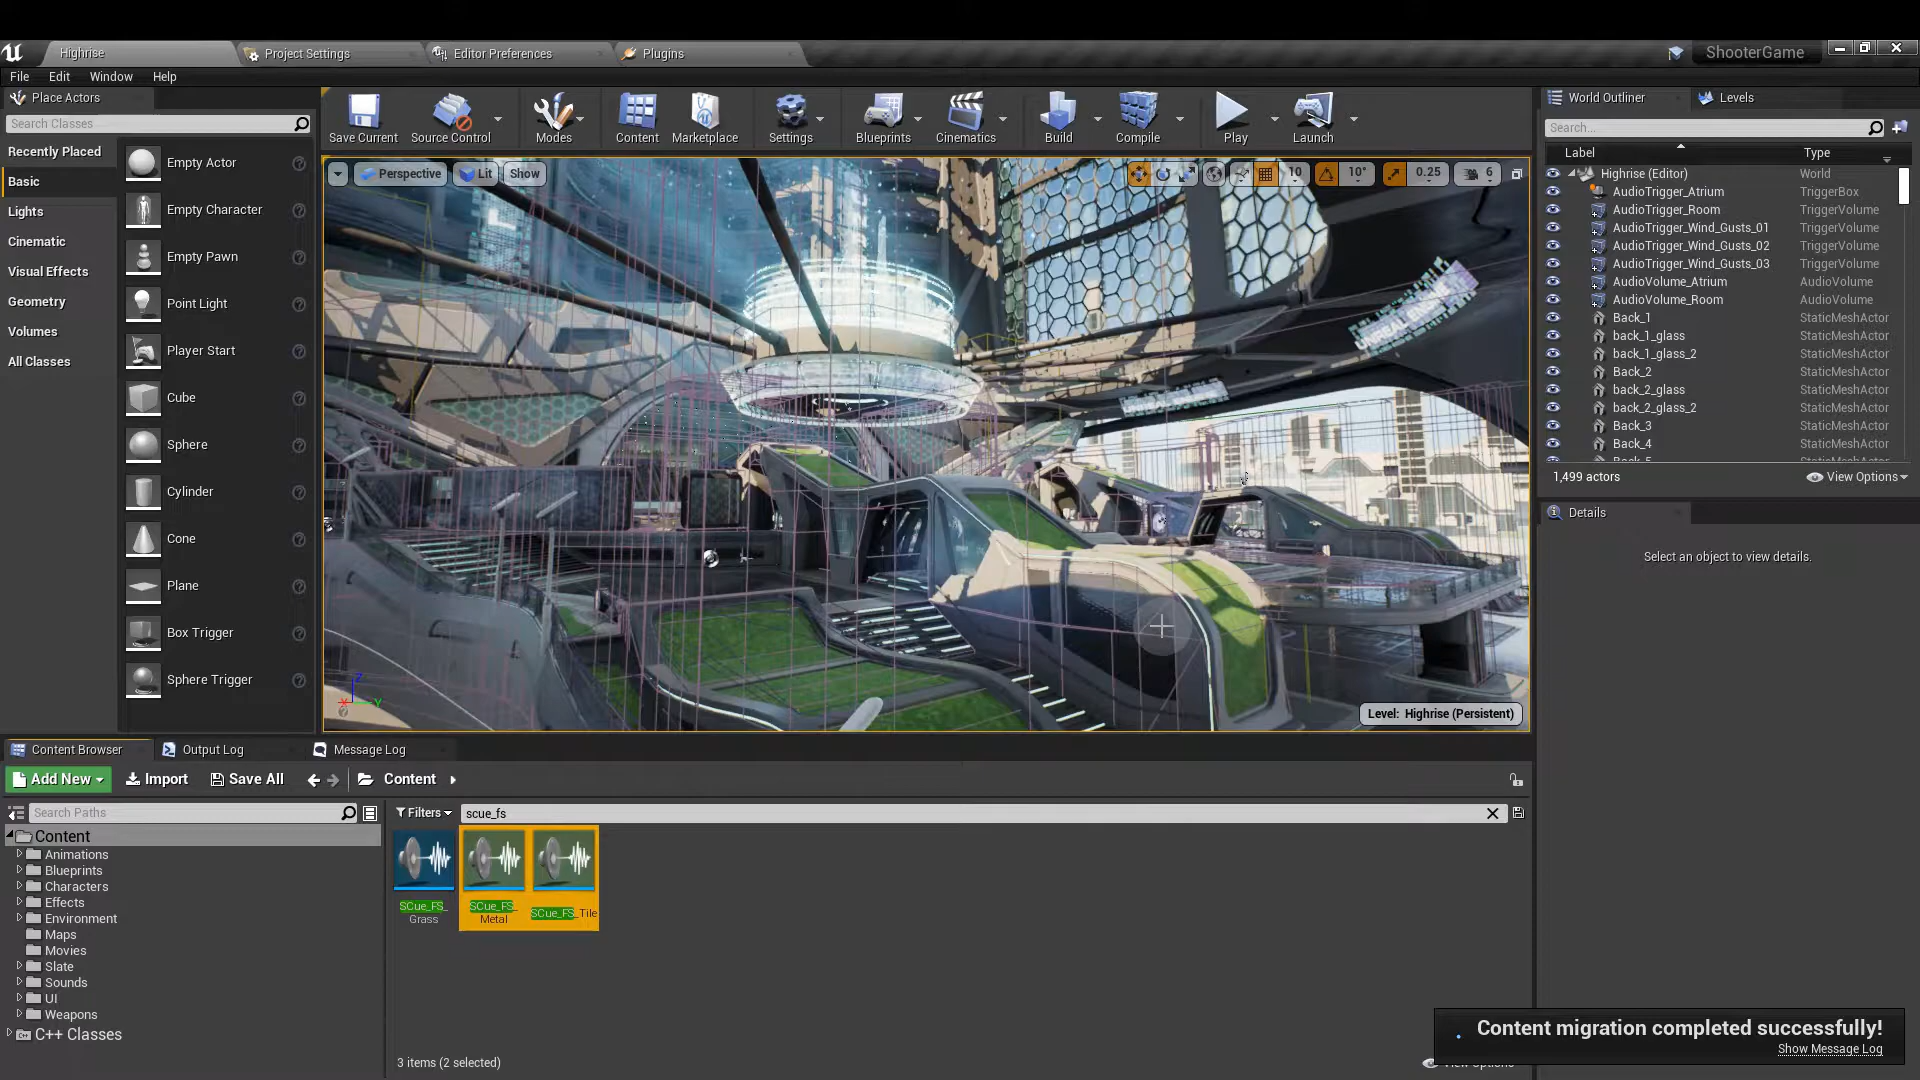 Highrise
Project Settings
Editor Preferences
Plugins
ShooterGame
File Edit Window Help
Place Actors
Search Classes
Recently Placed
Basic
Lights
Cinematic
Visual Effects
Geometry
Volumes
All Classes
Empty Actor
Empty Character
Empty Pawn
Point Light
Player Start
Cube
Sphere
Cylinder
Cone
Plane
Box Trigger
Sphere Trigger
Save Current
Source Control
Modes
Content
Marketplace
Settings
Blueprints
Cinematics
Build
Compile
Play
Launch
Perspective
Lit
Show
10
10°
0.25
6
UNREAL ENGINE
Z
X
Y
Level: Highrise (Persistent)
World Outliner
Levels
Search...
Label Type
Highrise (Editor) World
AudioTrigger_Atrium TriggerBox
AudioTrigger_Room TriggerVolume
AudioTrigger_Wind_Gusts_01 TriggerVolume
AudioTrigger_Wind_Gusts_02 TriggerVolume
AudioTrigger_Wind_Gusts_03 TriggerVolume
AudioVolume_Atrium AudioVolume
AudioVolume_Room AudioVolume
Back_1 StaticMeshActor
back_1_glass StaticMeshActor
back_1_glass_2 StaticMeshActor
Back_2 StaticMeshActor
back_2_glass StaticMeshActor
back_2_glass_2 StaticMeshActor
Back_3 StaticMeshActor
Back_4 StaticMeshActor
1,499 actors
View Options
Details
Select an object to view details.
Content Browser
Output Log
Message Log
Add New
Import
Save All
Content
Search Paths
Filters
scue_fs
Content
Animations
Blueprints
Characters
Effects
Environment
Maps
Movies
Slate
Sounds
UI
Weapons
C++ Classes
SCue_FS_
Grass
SCue_FS_
Metal
SCue_FS_Tile
3 items (2 selected)
Content migration completed successfully!
Show Message Log